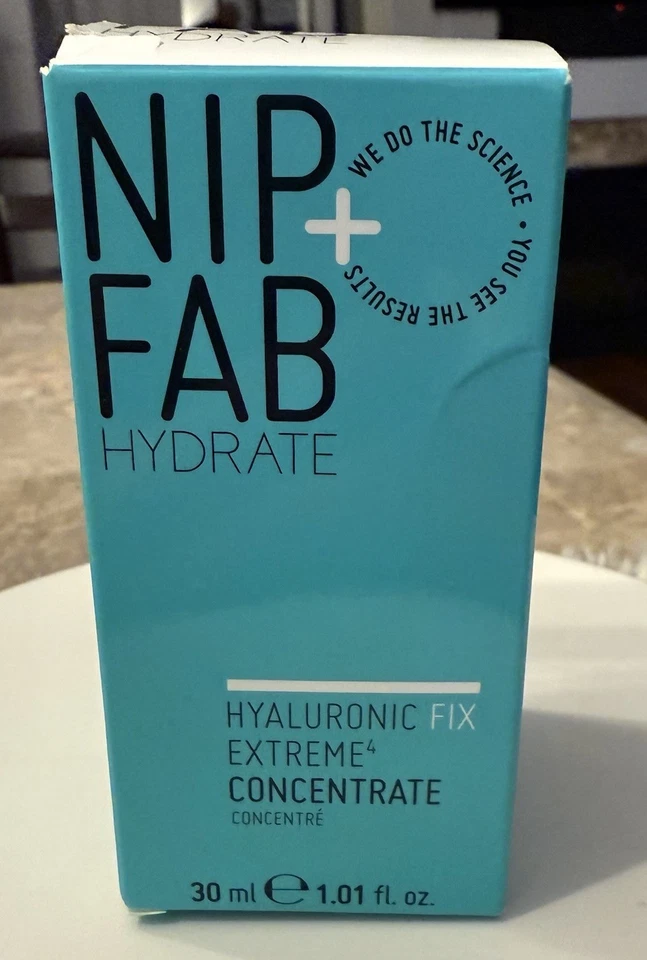 HYDRATE
NIP+
FAB
HYDRATE
WE DO THE SCIENCE • YOU SEE THE RESULTS
HYALURONIC FIX
EXTREME⁴
CONCENTRATE
CONCENTRÉ
30 ml ℮ 1.01 fl. oz.